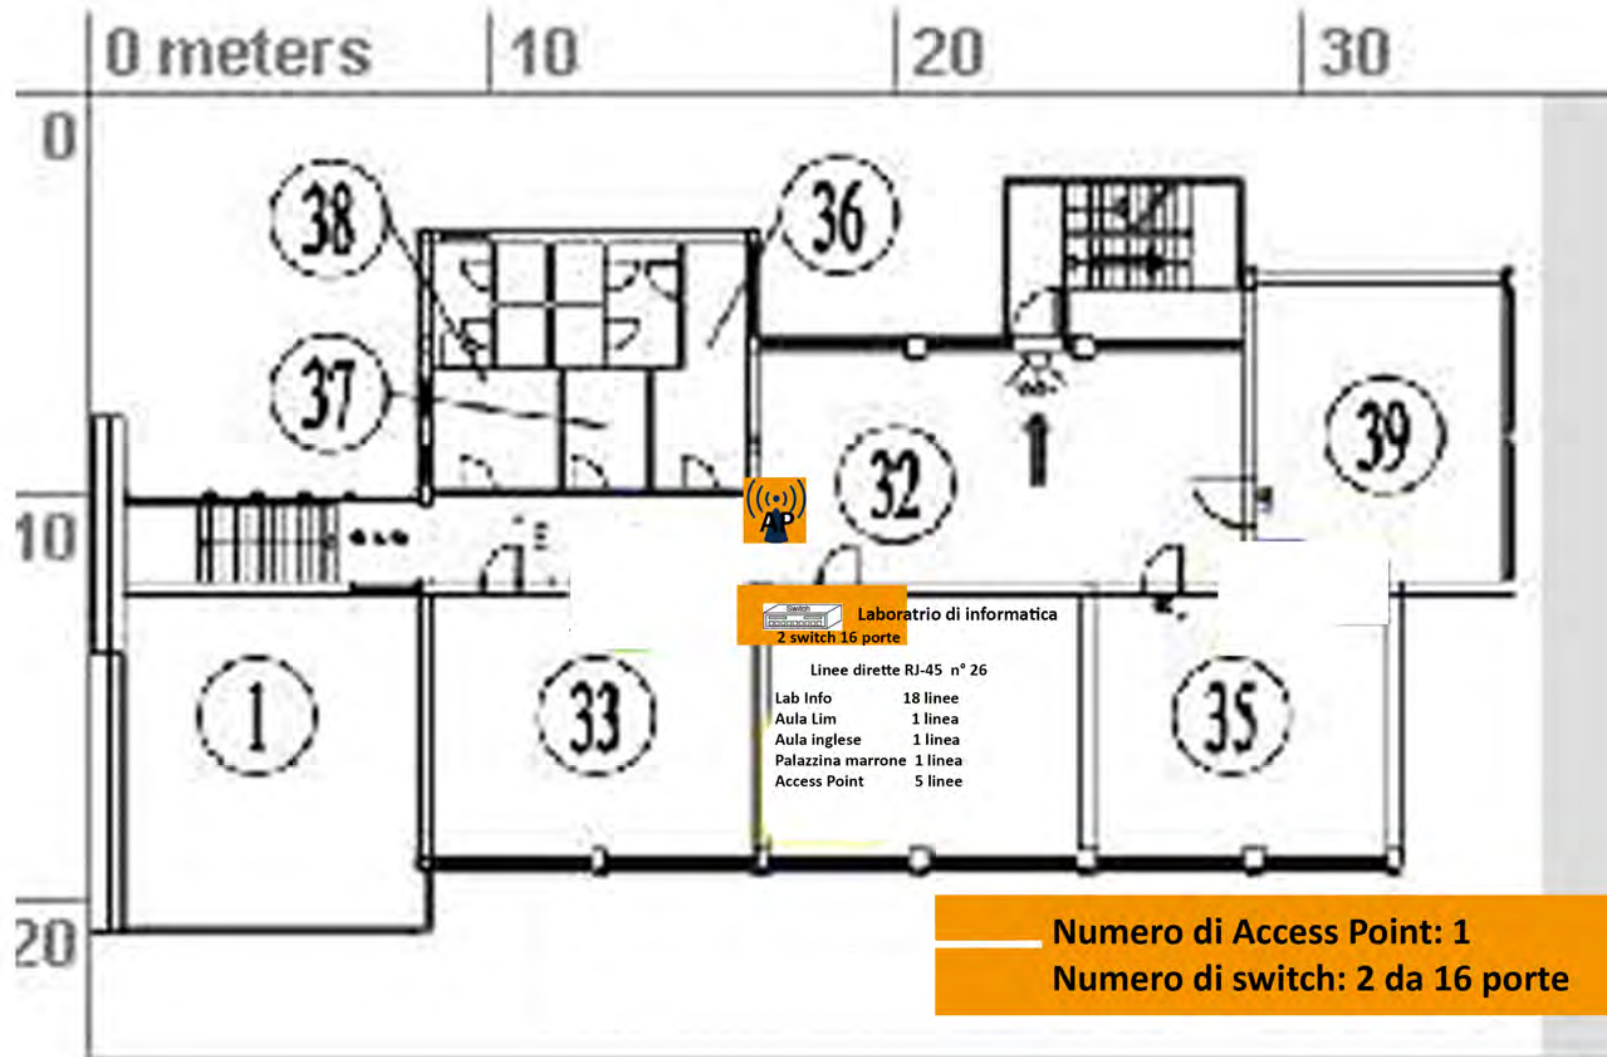 0 meters 10 20 30
0
38 36
37
39
32
10
AP
Switch
Laboratrio di informatica
2 switch 16 porte
Linee dirette RJ-45 n° 26
Lab Info 18 linee
Aula Lim 1 linea
Aula inglese 1 linea
Palazzina marrone 1 linea
Access Point 5 linee
1 33 35
20
Numero di Access Point: 1
Numero di switch: 2 da 16 porte